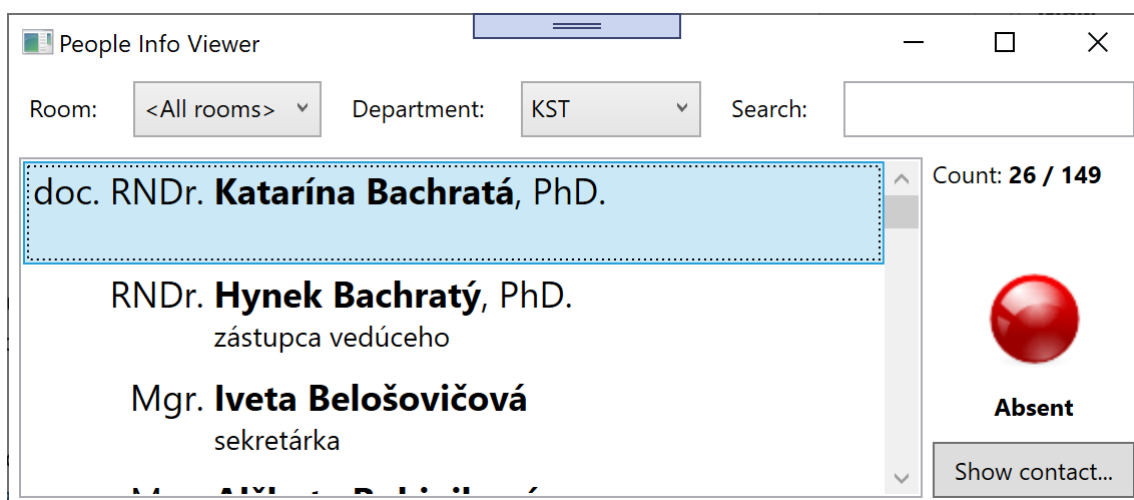 People Info Viewer
Room: <All rooms> Department: KST Search:
doc. RNDr. Katarína Bachratá, PhD.
Count: 26 / 149
RNDr. Hynek Bachratý, PhD.
zástupca vedúceho
Mgr. Iveta Belošovičová
sekretárka
Absent
Show contact...